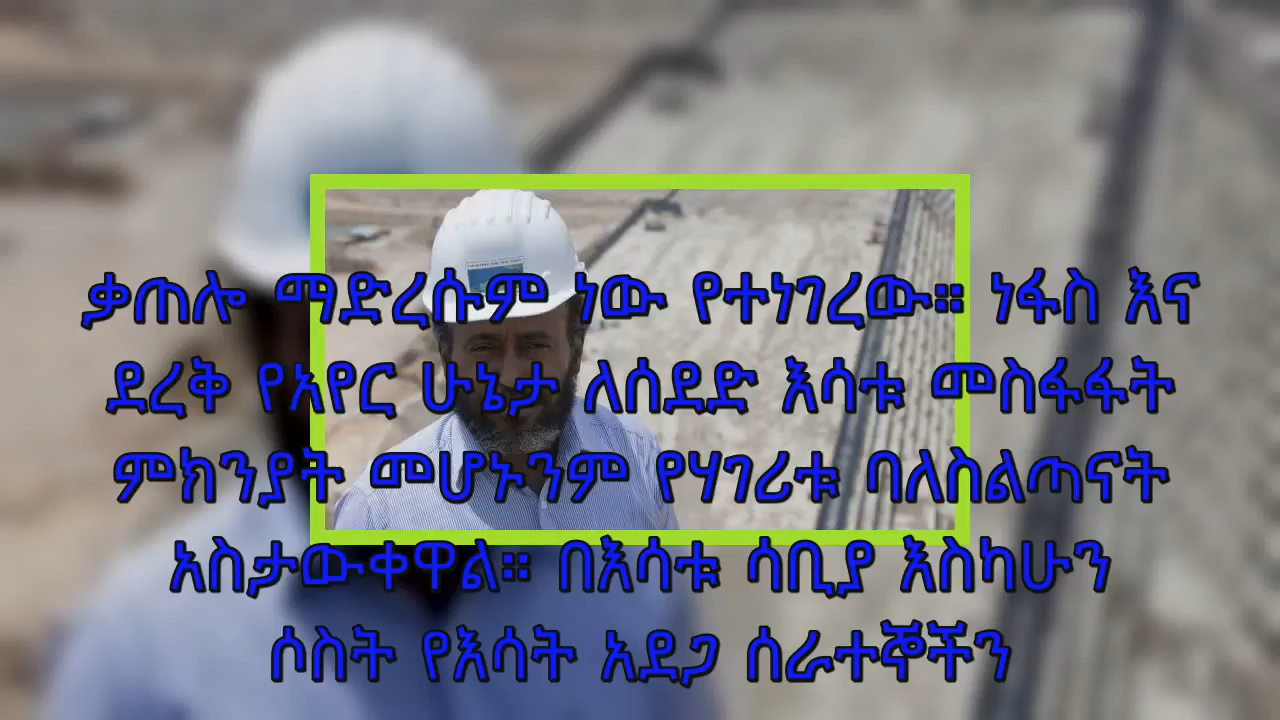 ቃጠሎ ማድረሱም ነው የተነገረው። ነፋስ እና
ደረቅ የአየር ሁኔታ ለሰደድ እሳቱ መስፋፋት
ምክንያት መሆኑንም የሃገሪቱ ባለስልጣናት
አስታውቀዋል። በእሳቱ ሳቢያ እስካሁን
ሶስት የእሳት አደጋ ሰራተኞችን